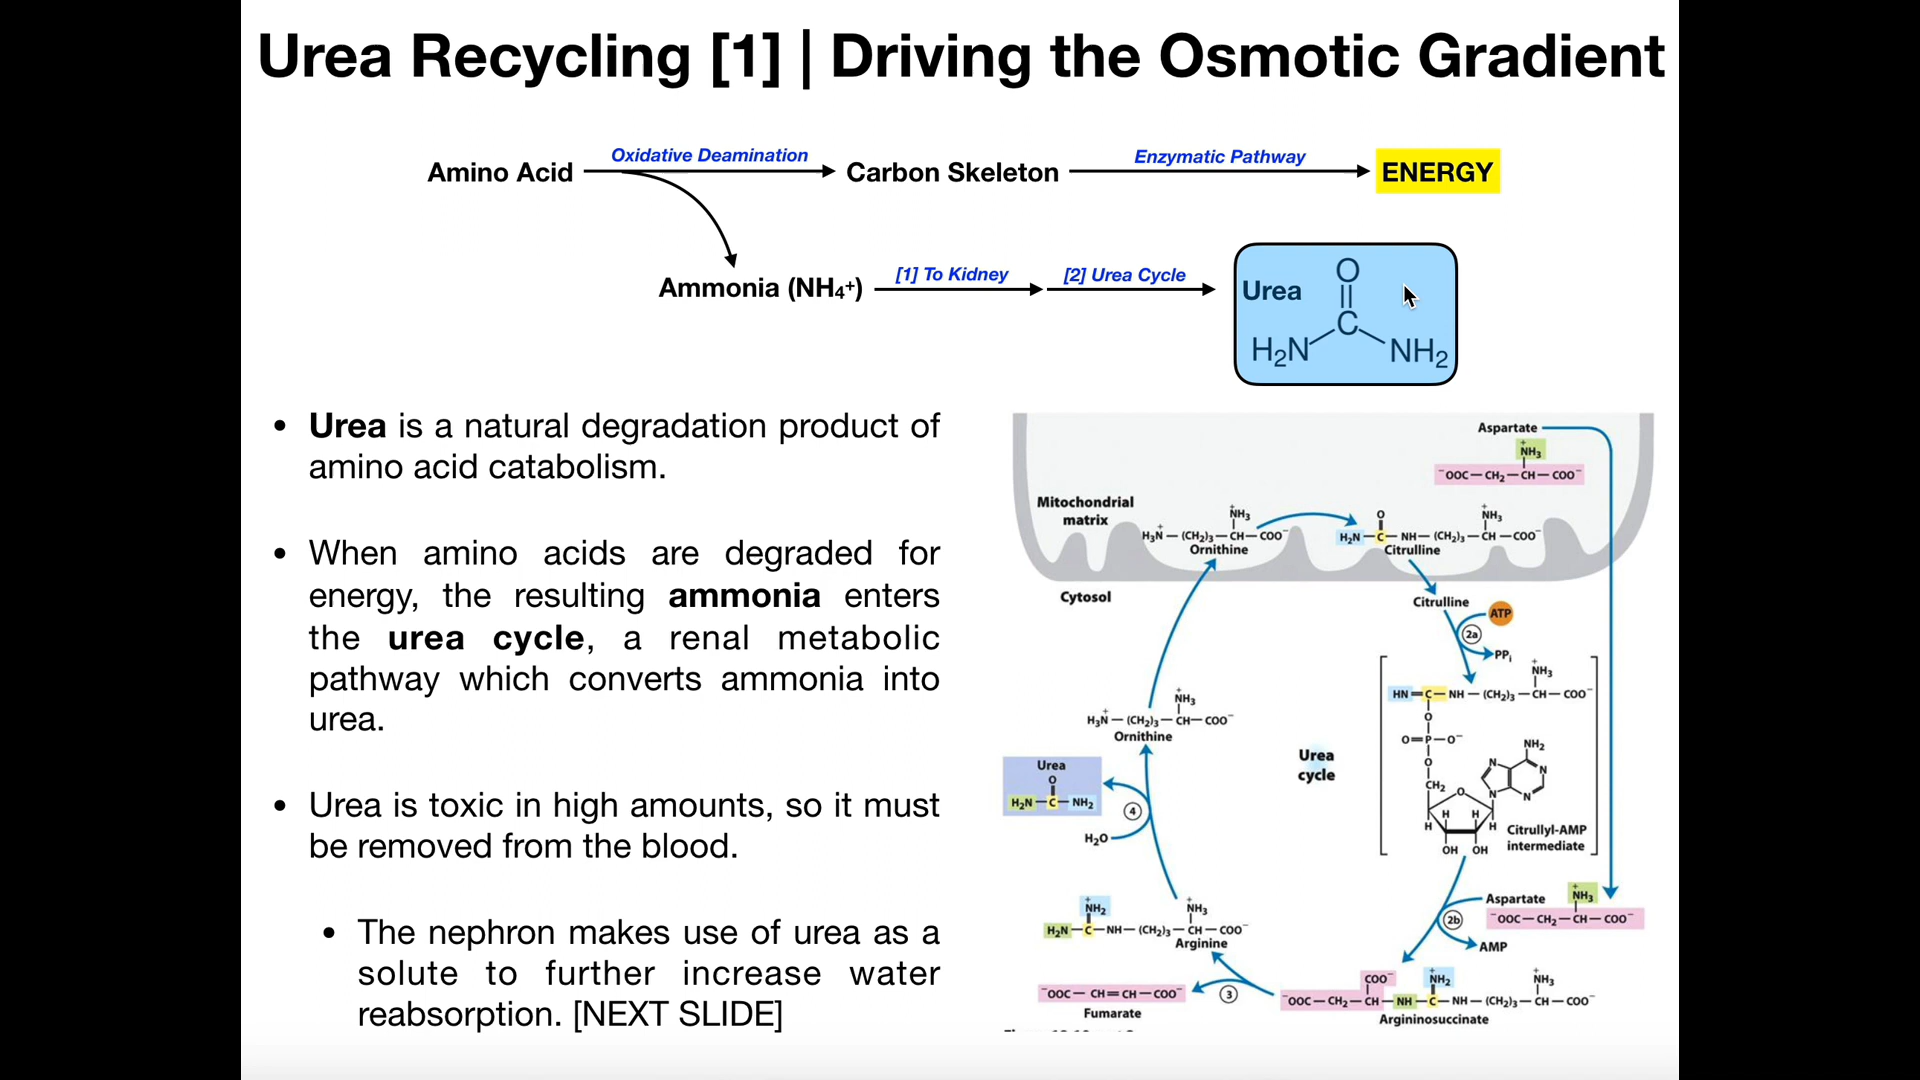 Urea Recycling [1] | Driving the Osmotic Gradient
Amino Acid
Oxidative Deamination
Carbon Skeleton
Enzymatic Pathway
ENERGY
Ammonia (NH₄⁺)
[1] To Kidney
[2] Urea Cycle
Urea
O
C
H₂N
NH₂
• Urea is a natural degradation product of
amino acid catabolism.
• When amino acids are degraded for
energy, the resulting ammonia enters
the urea cycle, a renal metabolic
pathway which converts ammonia into
urea.
• Urea is toxic in high amounts, so it must
be removed from the blood.
• The nephron makes use of urea as a
solute to further increase water
reabsorption. [NEXT SLIDE]
Aspartate
⁺NH₃
⁻OOC—CH₂—CH—COO⁻
Mitochondrial
matrix
⁺NH₃
H₃N⁺—(CH₂)₃—CH—COO⁻
Ornithine
O
⁺NH₃
H₂N—C—NH—(CH₂)₃—CH—COO⁻
Citrulline
Cytosol
Citrulline
ATP
2a
PPᵢ
⁺NH₃
HN=C—NH—(CH₂)₃—CH—COO⁻
O
O=P—O⁻
O
CH₂
O
NH₂
N
N
N
N
H
H
H
H
OH
OH
Citrullyl-AMP
intermediate
⁺NH₃
H₃N⁺—(CH₂)₃—CH—COO⁻
Ornithine
Urea
cycle
Urea
O
H₂N—C—NH₂
4
H₂O
Aspartate
⁺NH₃
⁻OOC—CH₂—CH—COO⁻
2b
AMP
⁺NH₂
⁺NH₃
H₂N—C—NH—(CH₂)₃—CH—COO⁻
Arginine
⁻OOC—CH=CH—COO⁻
Fumarate
3
COO⁻
⁺NH₂
⁺NH₃
⁻OOC—CH₂—CH—NH—C—NH—(CH₂)₃—CH—COO⁻
Argininosuccinate